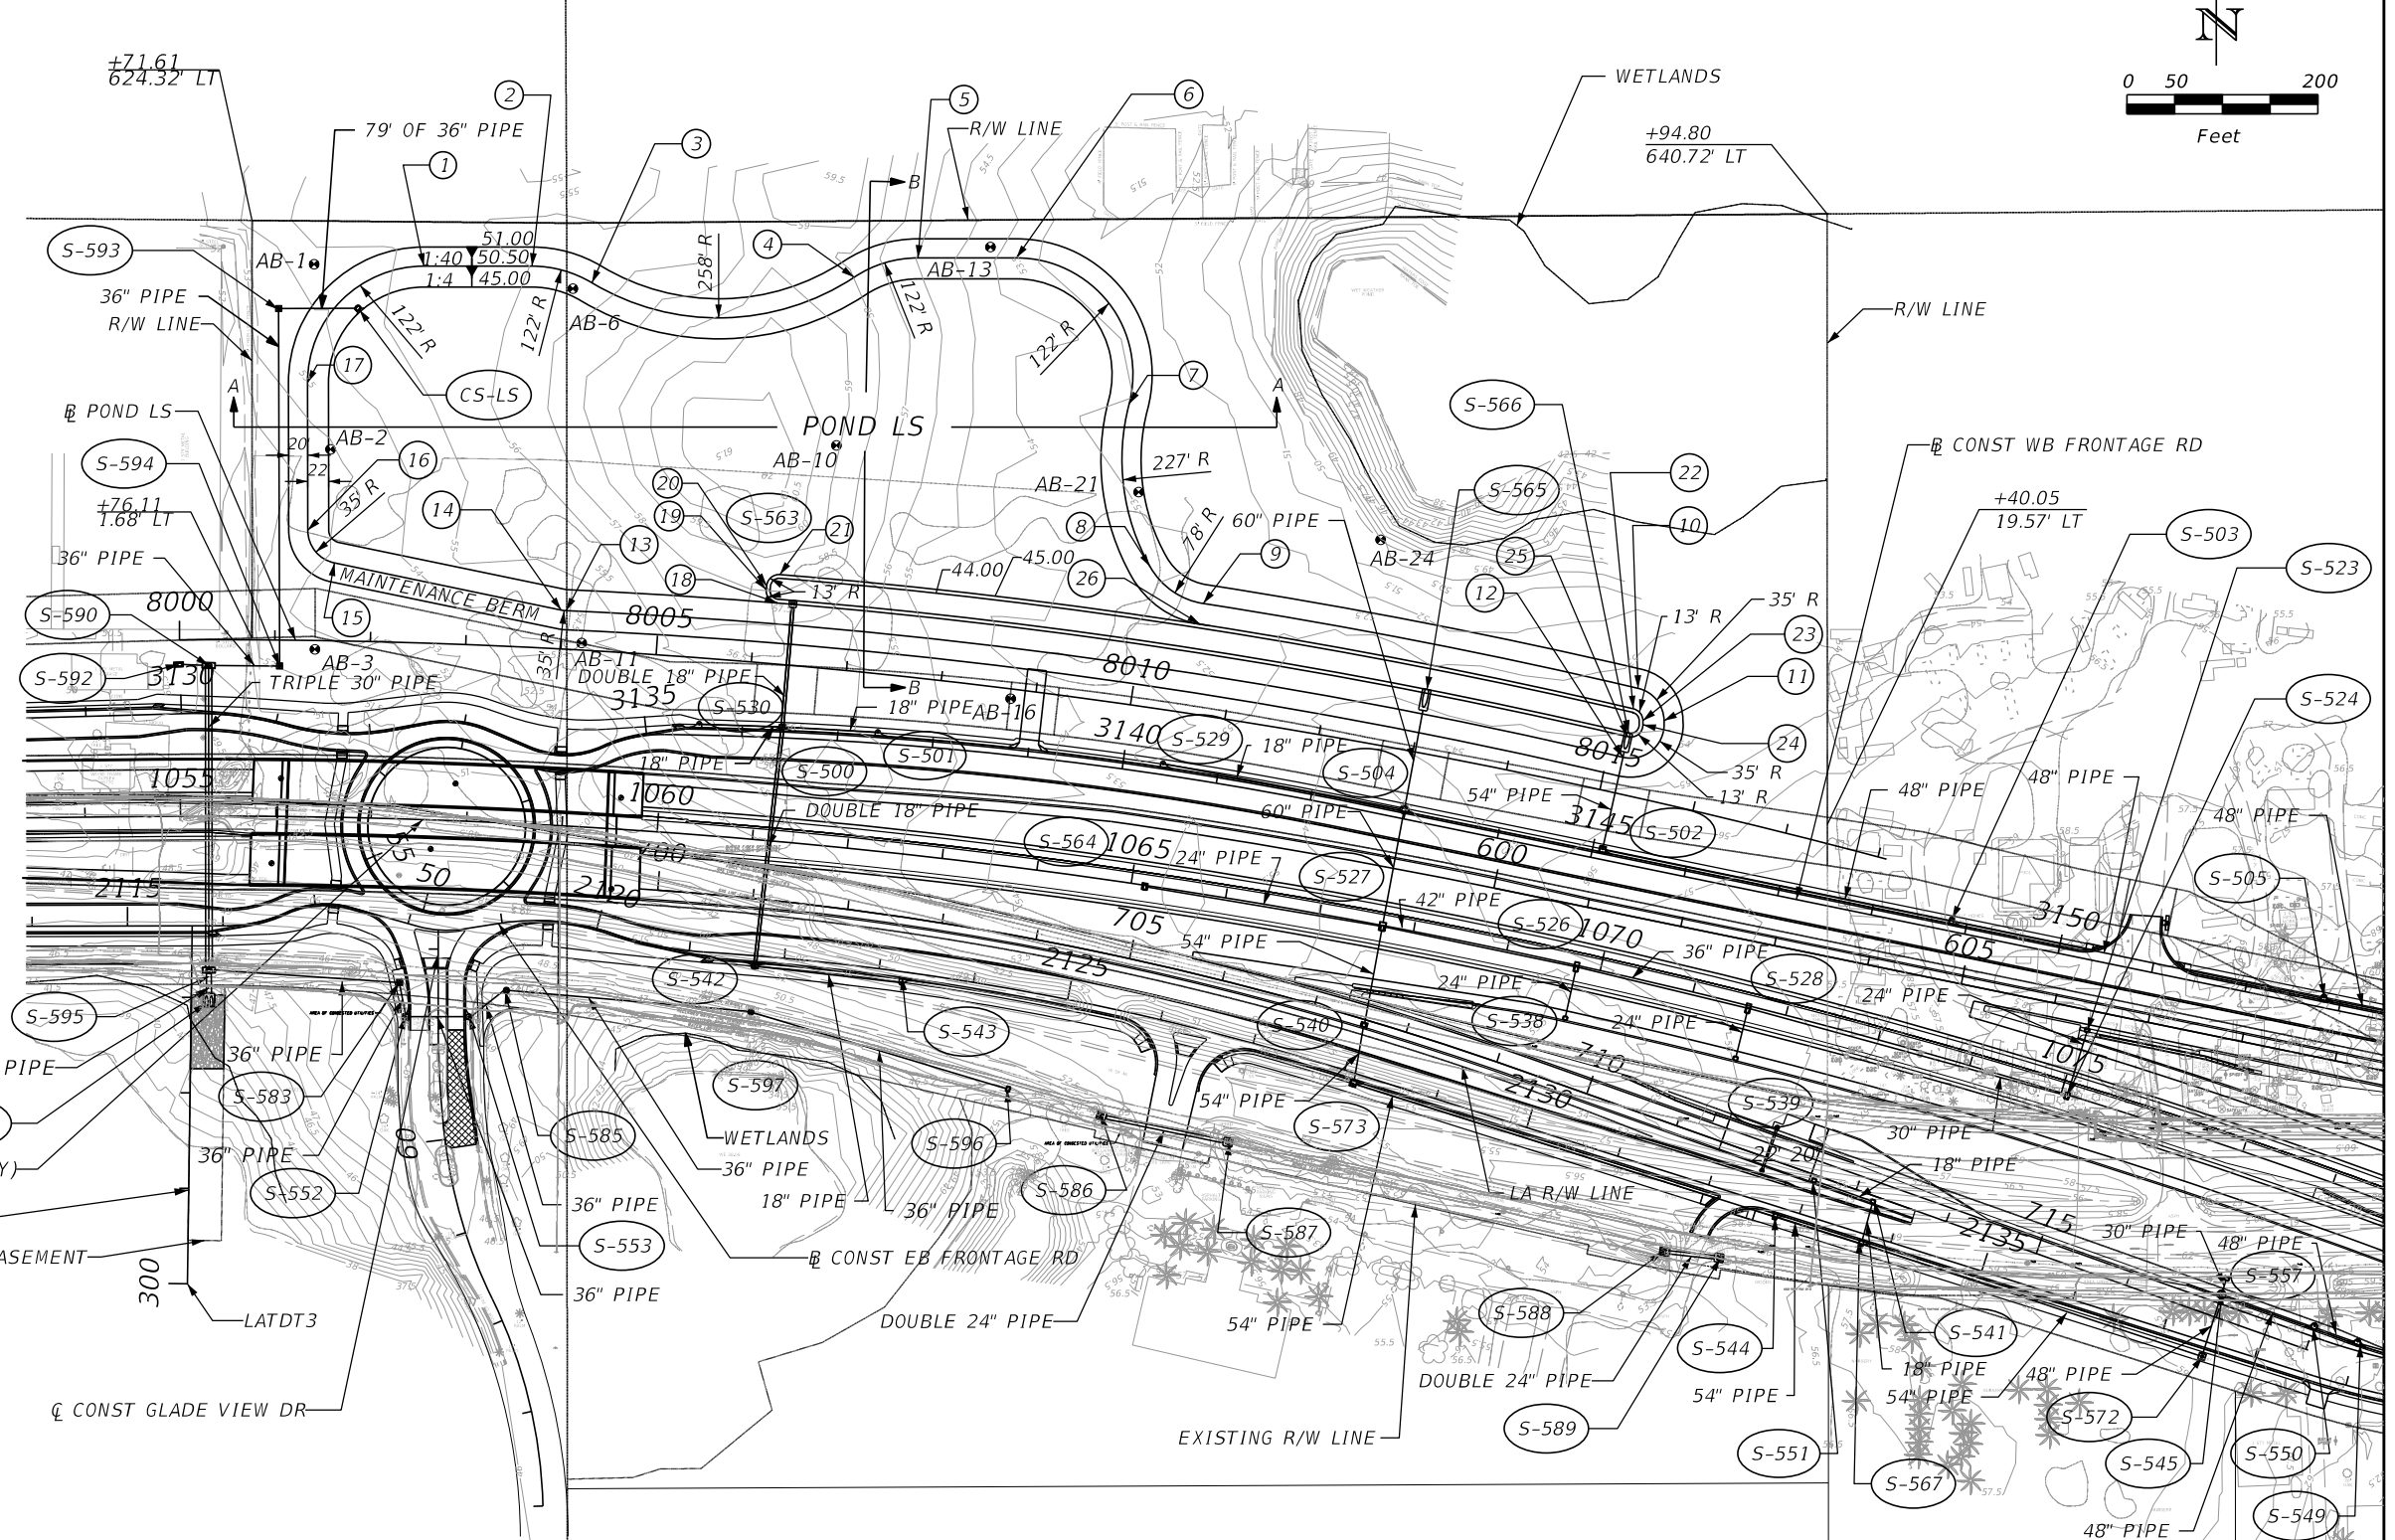 N
0 50 200
Feet
+71.61
624.32' LT
2
5
6
WETLANDS
79' OF 36" PIPE
1
3
R/W LINE
+94.80
640.72' LT
B
S-593
AB-1
51.00
1:40 50.50
1:4 45.00
4
258' R
AB-13
36" PIPE
R/W LINE
122' R
122' R
AB-6
122' R
122' R
R/W LINE
17
7
A
CS-LS
A
S-566
BL POND LS
POND LS
20'
22
AB-2
S-594
16
AB-10
227' R
BL CONST WB FRONTAGE RD
22
+76.11
1.68' LT
35' R
14
20
19
S-563
21
AB-21
S-565
+40.05
19.57' LT
8
78' R
60" PIPE
10
S-503
36" PIPE
13
44.00
45.00
9
AB-24
25
S-523
MAINTENANCE BERM
18
13' R
26
12
S-590
8000
15
8005
13' R
35' R
23
AB-3
AB-11
35' R
S-592
3130
TRIPLE 30" PIPE
DOUBLE 18" PIPE
3135
S-530
B
8010
11
18" PIPE
AB-16
S-524
3140
S-529
18" PIPE
8015
24
18" PIPE
S-500
S-501
S-504
35' R
13' R
1055
1060
DOUBLE 18" PIPE
60" PIPE
54" PIPE
3145
S-502
48" PIPE
48" PIPE
48" PIPE
55
50
700
S-564
1065
24" PIPE
600
S-527
S-505
2115
2120
705
42" PIPE
S-526
1070
3150
605
S-542
2125
54" PIPE
24" PIPE
36" PIPE
S-528
24" PIPE
S-595
S-543
S-540
S-538
24" PIPE
36" PIPE
PIPE
S-583
S-597
710
1075
2130
S-585
WETLANDS
S-596
54" PIPE
S-573
S-539
30" PIPE
60
36" PIPE
36" PIPE
22' 20'
18" PIPE
Y)
S-552
36" PIPE
18" PIPE
36" PIPE
S-586
LA R/W LINE
S-553
S-587
715
2135
30" PIPE
48" PIPE
ASEMENT
BL CONST EB FRONTAGE RD
S-557
300
36" PIPE
LATDT3
DOUBLE 24" PIPE
54" PIPE
S-588
S-544
S-541
18" PIPE
48" PIPE
DOUBLE 24" PIPE
54" PIPE
54" PIPE
CL CONST GLADE VIEW DR
S-572
EXISTING R/W LINE
S-589
S-551
S-567
S-545
S-550
S-549
48" PIPE